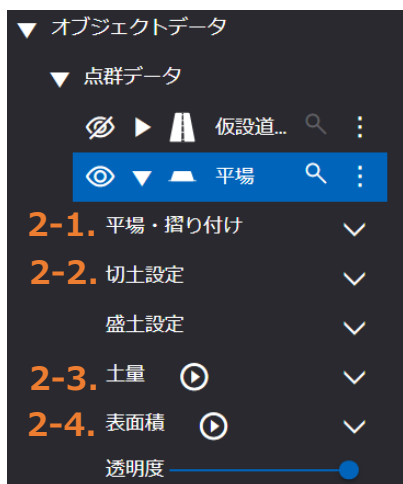 オブジェクトデータ
点群データ
仮設道...
平場
2-1. 平場・摺り付け
2-2. 切土設定
盛土設定
2-3. 土量
2-4. 表面積
透明度